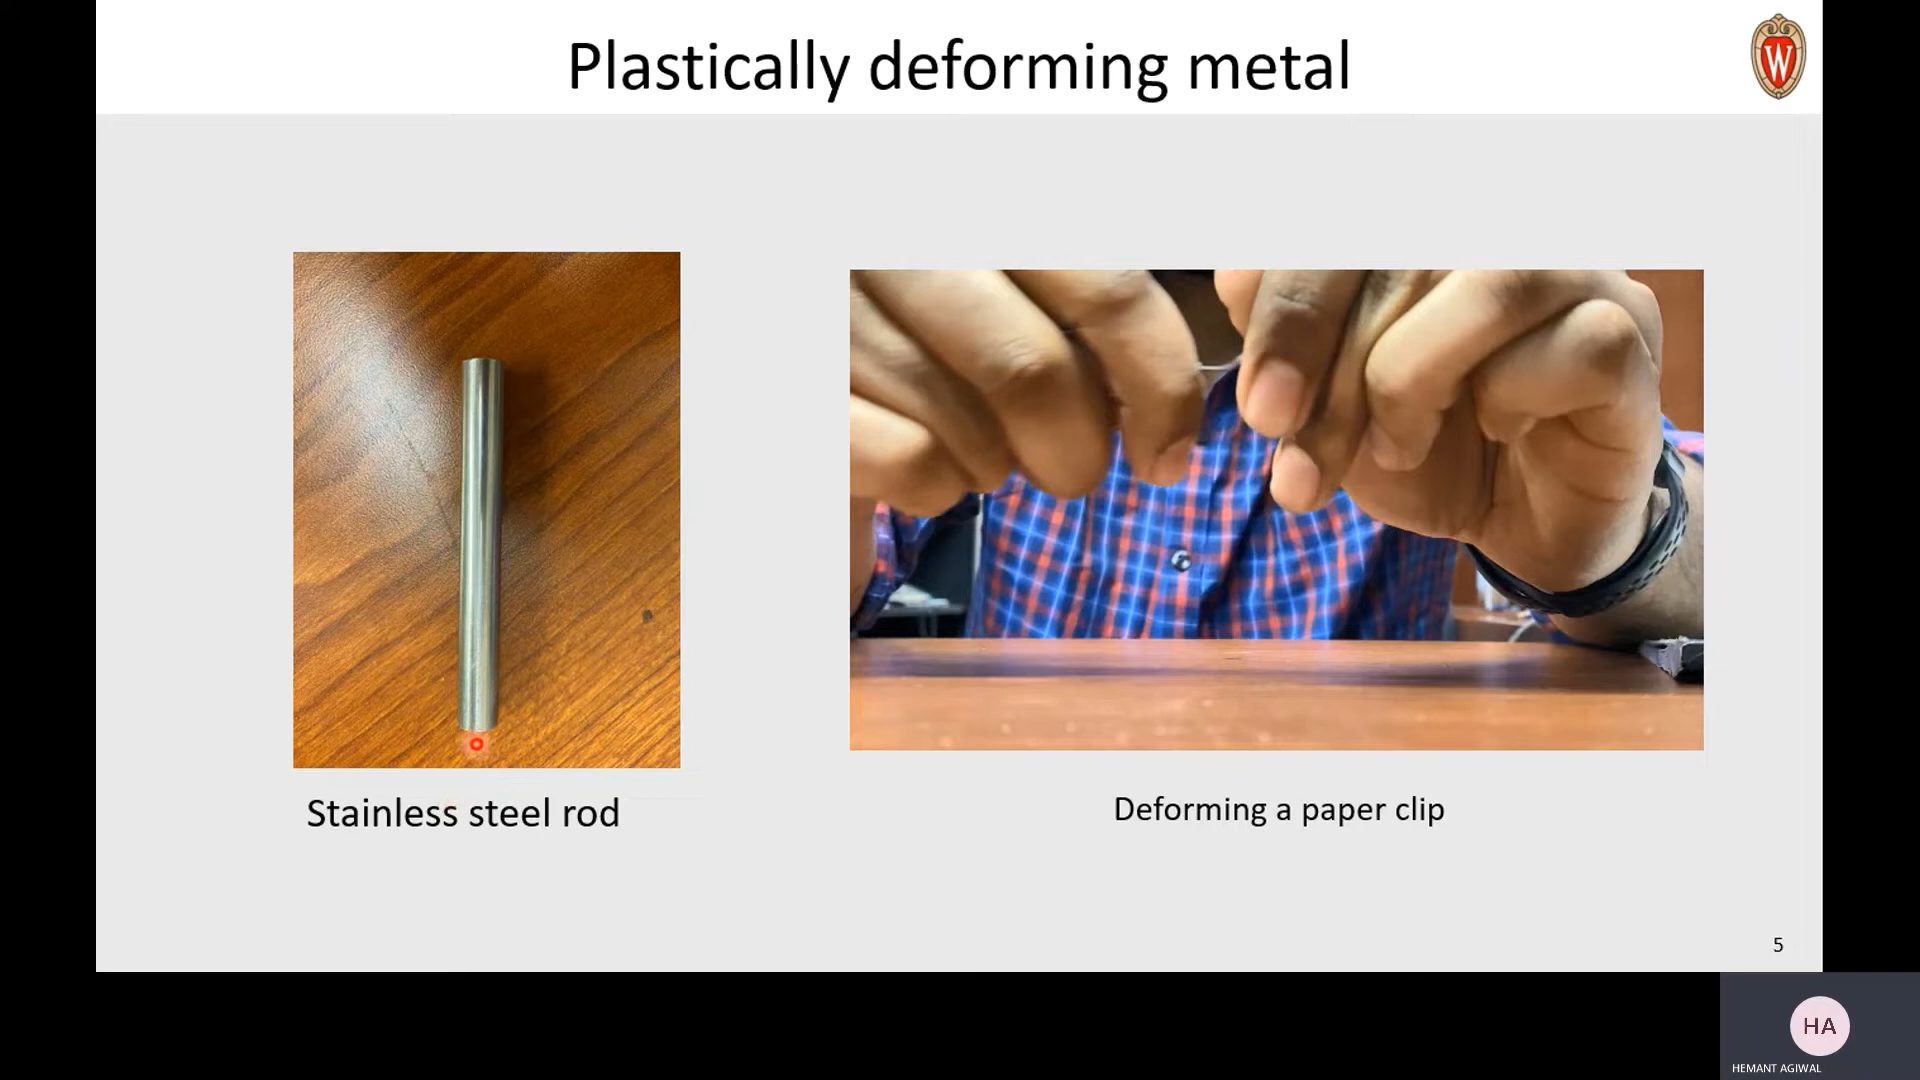 Plastically deforming metal
W
Stainless steel rod
Deforming a paper clip
5
HA
HEMANT AGIWAL